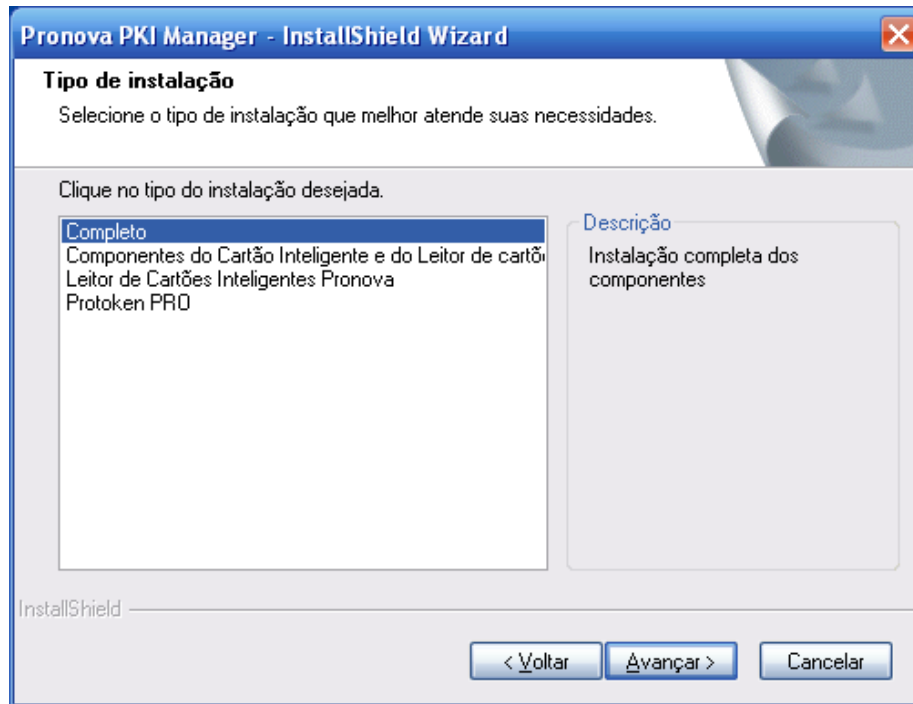 Pronova PKI Manager - InstallShield Wizard
Tipo de instalação
Selecione o tipo de instalação que melhor atende suas necessidades.
Clique no tipo do instalação desejada.
Completo
Componentes do Cartão Inteligente e do Leitor de cartõ
Leitor de Cartões Inteligentes Pronova
Protoken PRO
Descrição
Instalação completa dos
componentes
InstallShield
< Voltar
Avançar >
Cancelar